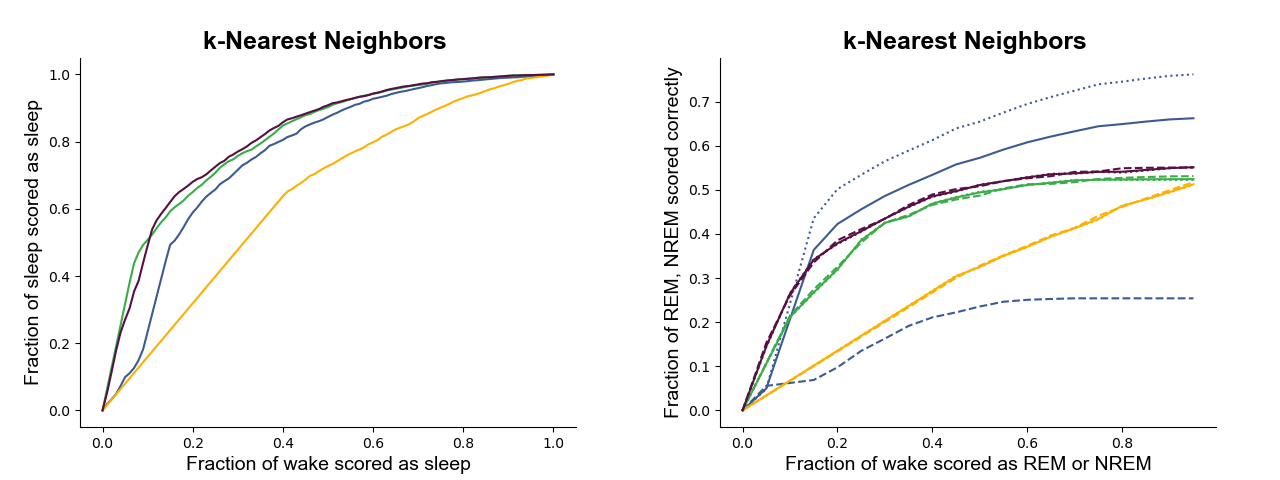 k-Nearest Neighbors
Fraction of sleep scored as sleep
1.0
0.8
0.6
0.4
0.2
0.0
0.0 0.2 0.4 0.6 0.8 1.0
Fraction of wake scored as sleep
k-Nearest Neighbors
Fraction of REM, NREM scored correctly
0.7
0.6
0.5
0.4
0.3
0.2
0.1
0.0
0.0 0.2 0.4 0.6 0.8
Fraction of wake scored as REM or NREM